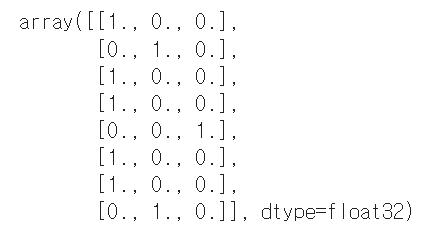 array([[1., 0., 0.],
       [0., 1., 0.],
       [1., 0., 0.],
       [1., 0., 0.],
       [0., 0., 1.],
       [1., 0., 0.],
       [1., 0., 0.],
       [0., 1., 0.]], dtype=float32)